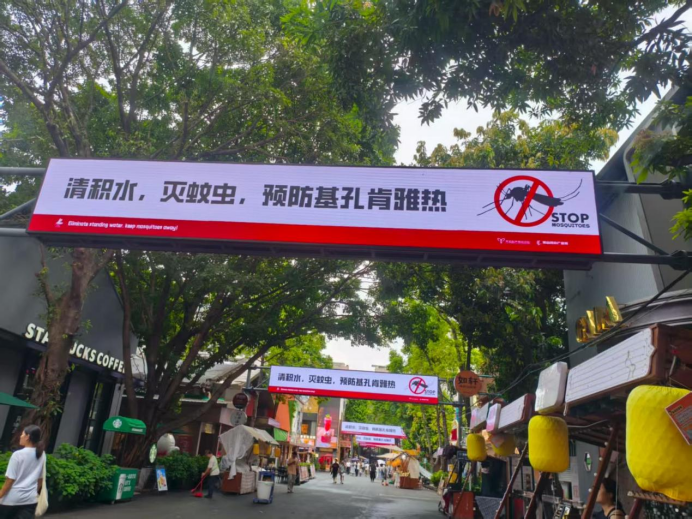 清积水，灭蚊虫，预防基孔肯雅热
STOP
MOSQUITOES
Eliminate standing water, keep mosquitoes away!
STARBUCKS COFFEE
清积水，灭蚊虫，预防基孔肯雅热